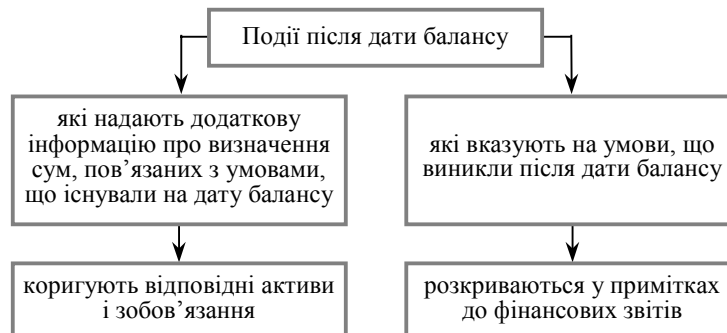 Події після дати балансу
які надають додаткову
інформацію про визначення
сум, пов’язаних з умовами,
що існували на дату балансу
які вказують на умови, що
виникли після дати балансу
коригують відповідні активи
і зобов’язання
розкриваються у примітках
до фінансових звітів